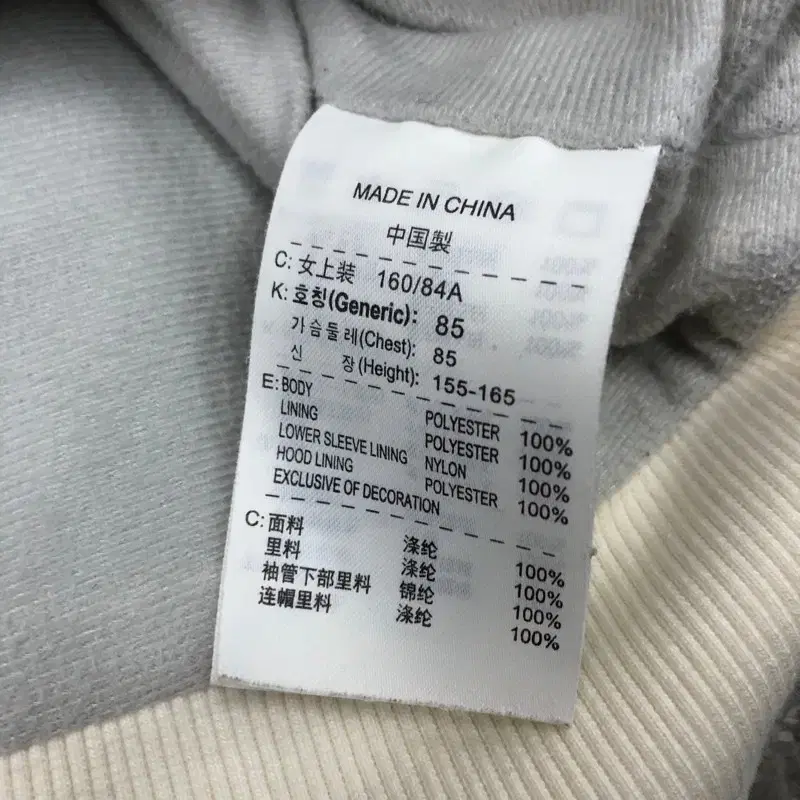 MADE IN CHINA
中国製
C: 女上装 160/84A
K: 호칭(Generic): 85
가슴둘레(Chest): 85
신 장(Height): 155-165
E: BODY POLYESTER 100%
LINING POLYESTER 100%
LOWER SLEEVE LINING NYLON 100%
HOOD LINING POLYESTER 100%
EXCLUSIVE OF DECORATION
C: 面料 涤纶 100%
里料 涤纶 100%
袖管下部里料 锦纶 100%
连帽里料 涤纶 100%